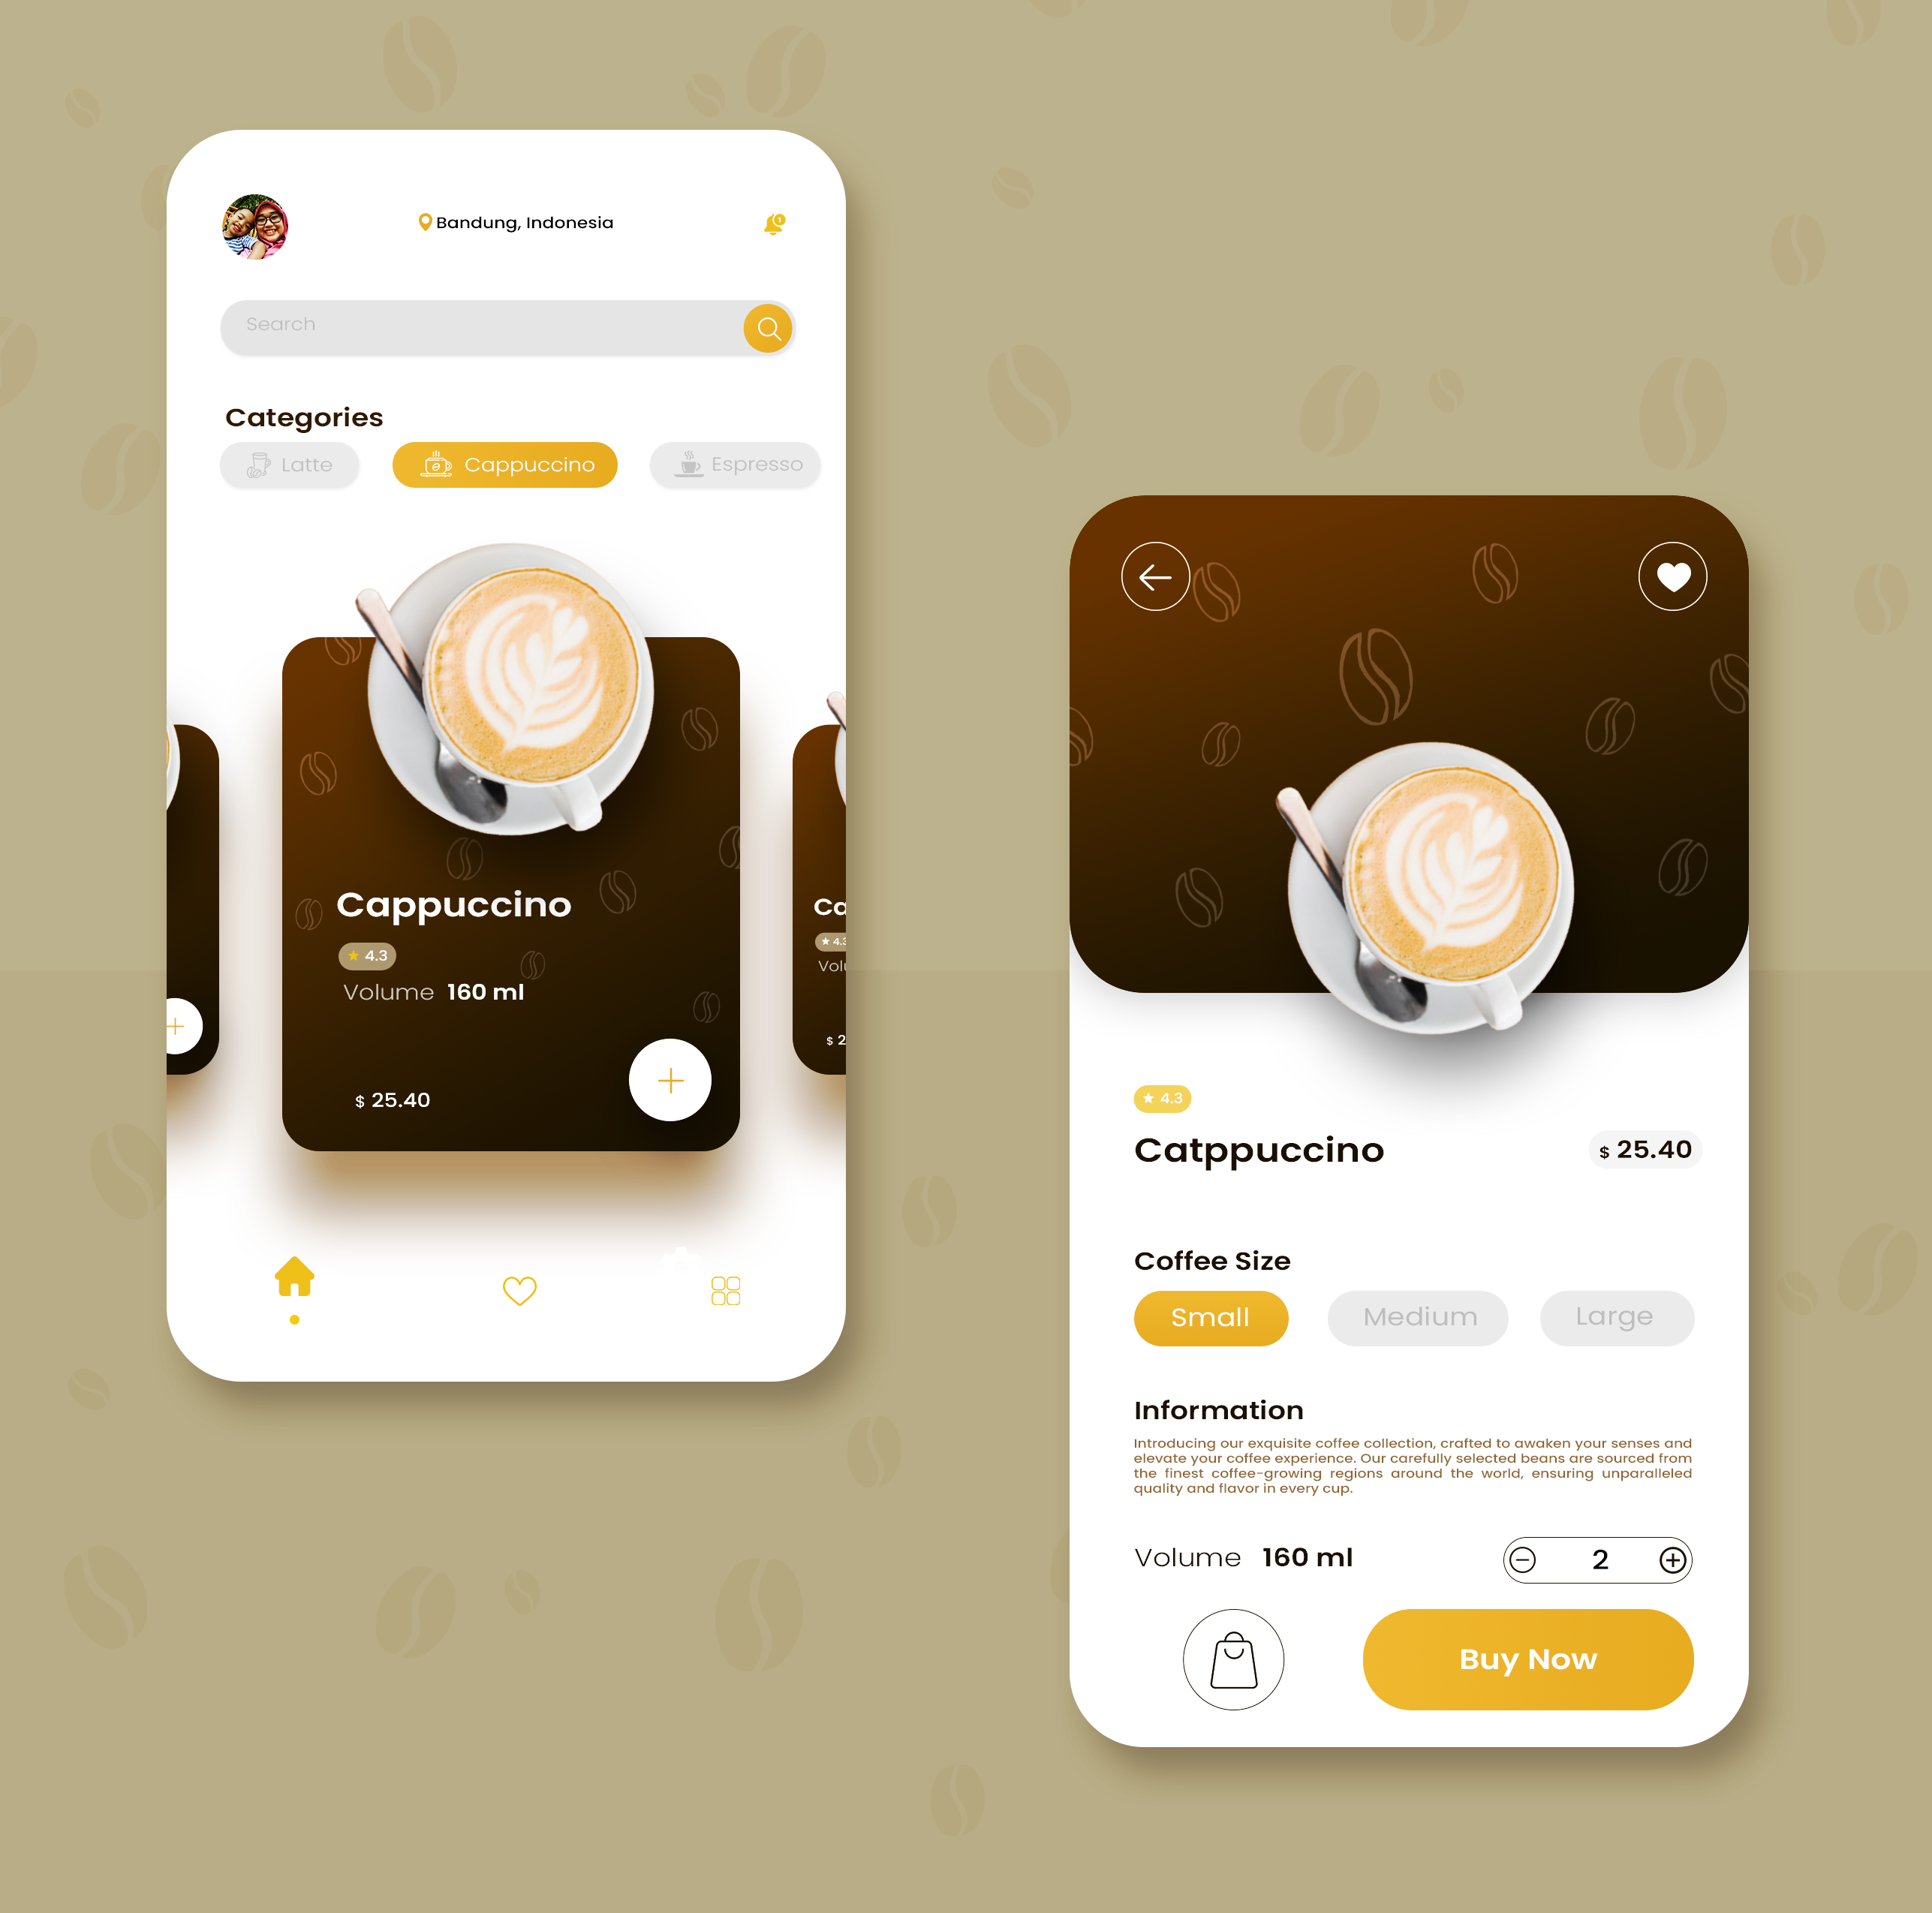 Bandung, Indonesia
1
Search
Categories
Latte
Cappuccino
Espresso
Cappuccino
4.3
Volume 160 ml
$ 25.40
Ca
4.3
Volu
$ 2
4.3
Catppuccino
$ 25.40
Coffee Size
Small
Medium
Large
Information
Introducing our exquisite coffee collection, crafted to awaken your senses and
elevate your coffee experience. Our carefully selected beans are sourced from
the finest coffee-growing regions around the world, ensuring unparalleled
quality and flavor in every cup.
Volume 160 ml
2
Buy Now